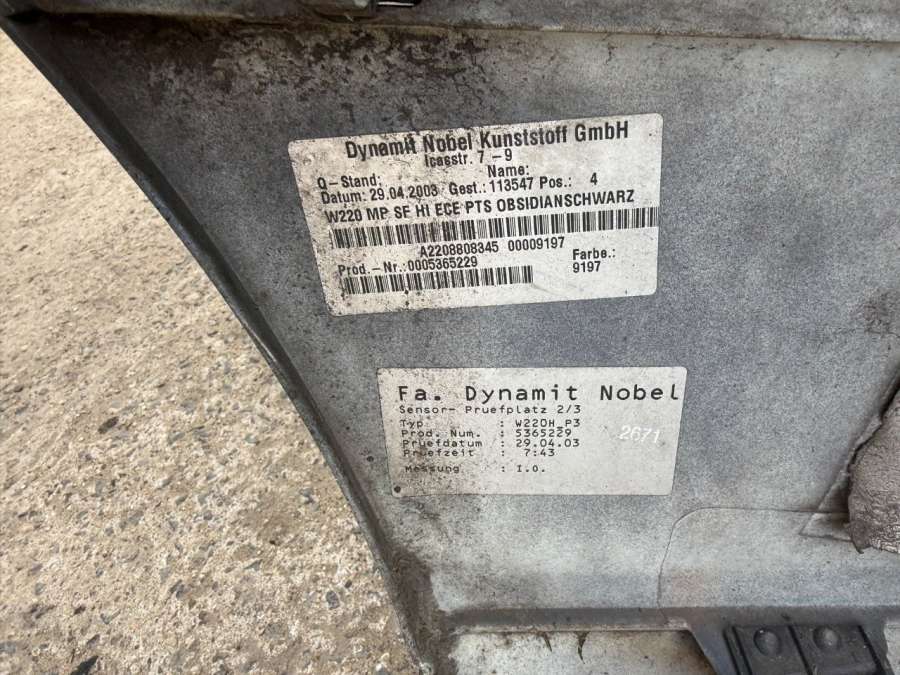 Dynamit Nobel Kunststoff GmbH
Icasstr. 7-9
Q-Stand: Name:
Datum: 29.04.2003 Gest.: 113547 Pos.: 4
W220 MP SF HI ECE PTS OBSIDIANSCHWARZ
A2208808345 00009197
Prod.-Nr.: 0005365229 Farbe.:
9197
Fa. Dynamit Nobel
Sensor- Pruefplatz 2/3
Typ : W220H_P3
Prod. Num. : 5365229 2671
Pruefdatum : 29.04.03
Pruefzeit : 7:43
Messung : I.O.